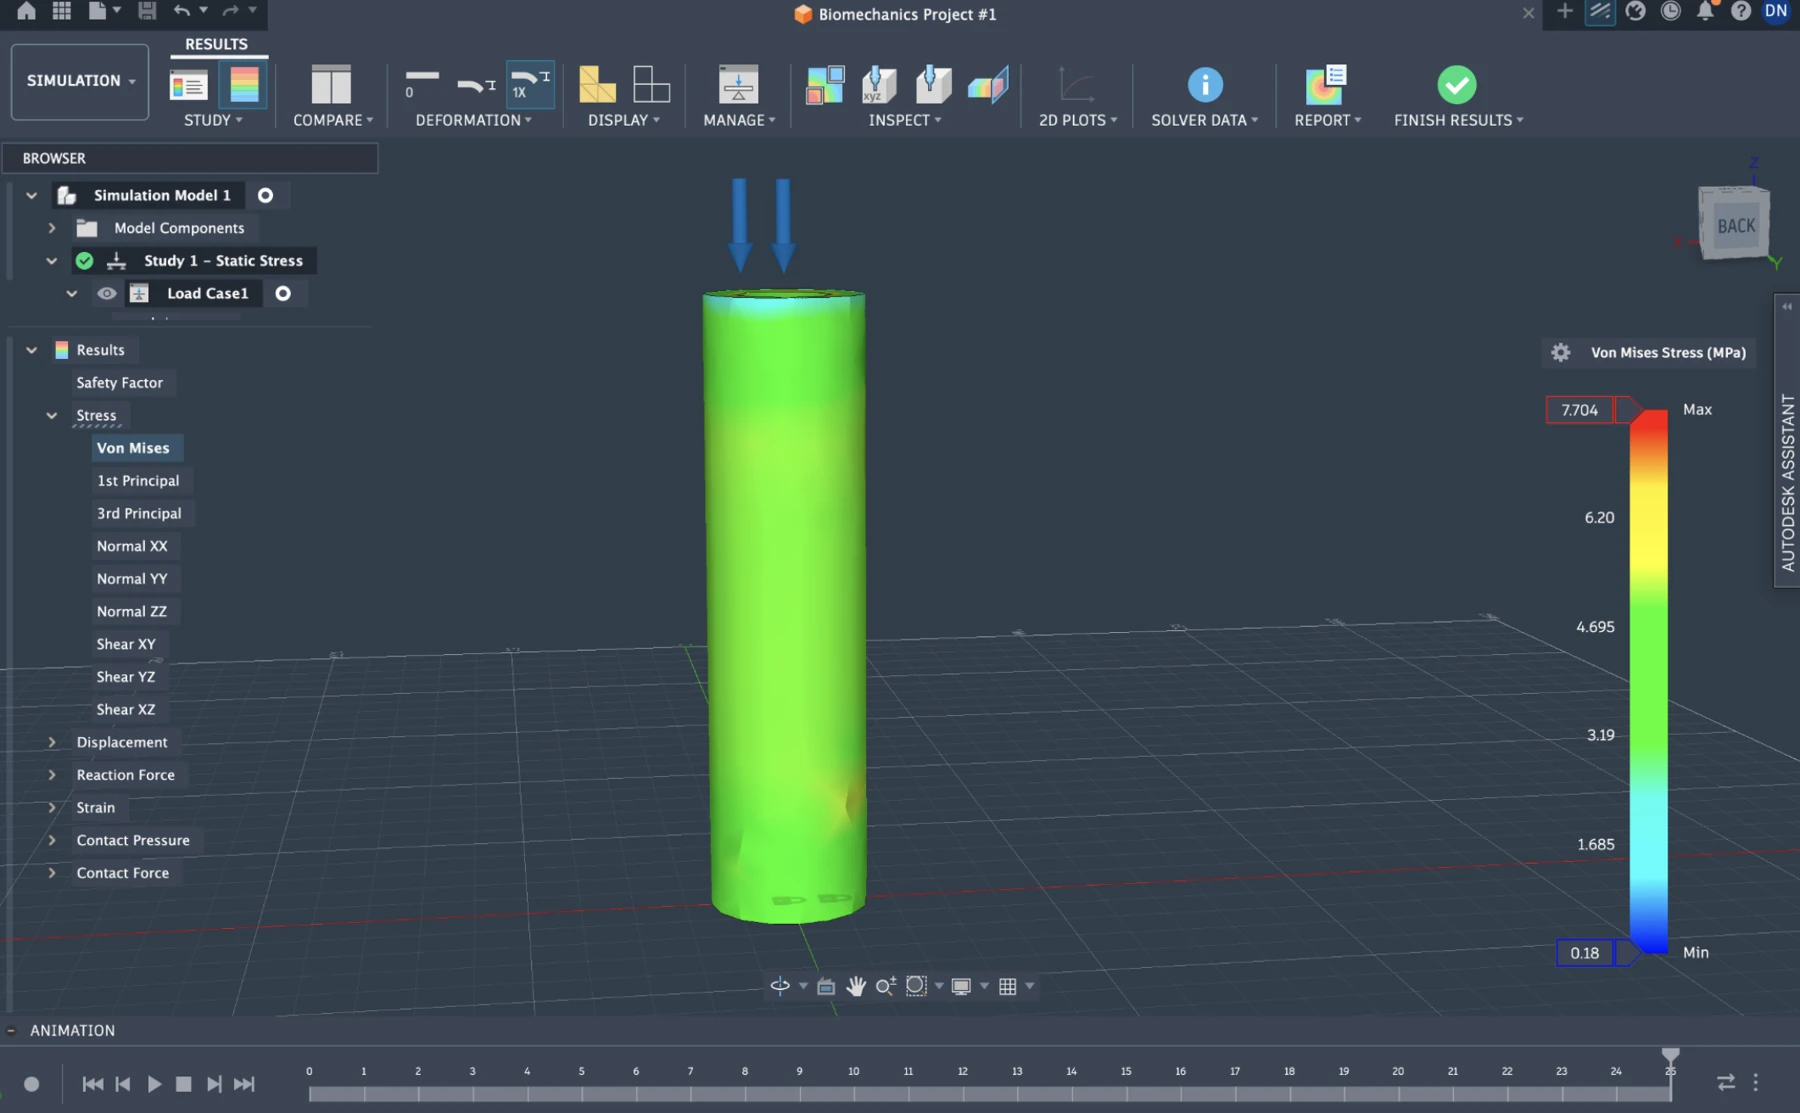 Biomechanics Project #1
DN
SIMULATION
RESULTS
0
1X
xyz
STUDY
COMPARE
DEFORMATION
DISPLAY
MANAGE
INSPECT
2D PLOTS
SOLVER DATA
REPORT
FINISH RESULTS
BROWSER
Simulation Model 1
Model Components
Study 1 - Static Stress
Load Case1
Results
Safety Factor
Stress
Von Mises
1st Principal
3rd Principal
Normal XX
Normal YY
Normal ZZ
Shear XY
Shear YZ
Shear XZ
Displacement
Reaction Force
Strain
Contact Pressure
Contact Force
Z
BACK
X
Y
AUTODESK ASSISTANT
Von Mises Stress (MPa)
7.704 Max
6.20
4.695
3.19
1.685
0.18 Min
ANIMATION
0 1 2 3 4 5 6 7 8 9 10 11 12 13 14 15 16 17 18 19 20 21 22 23 24 25